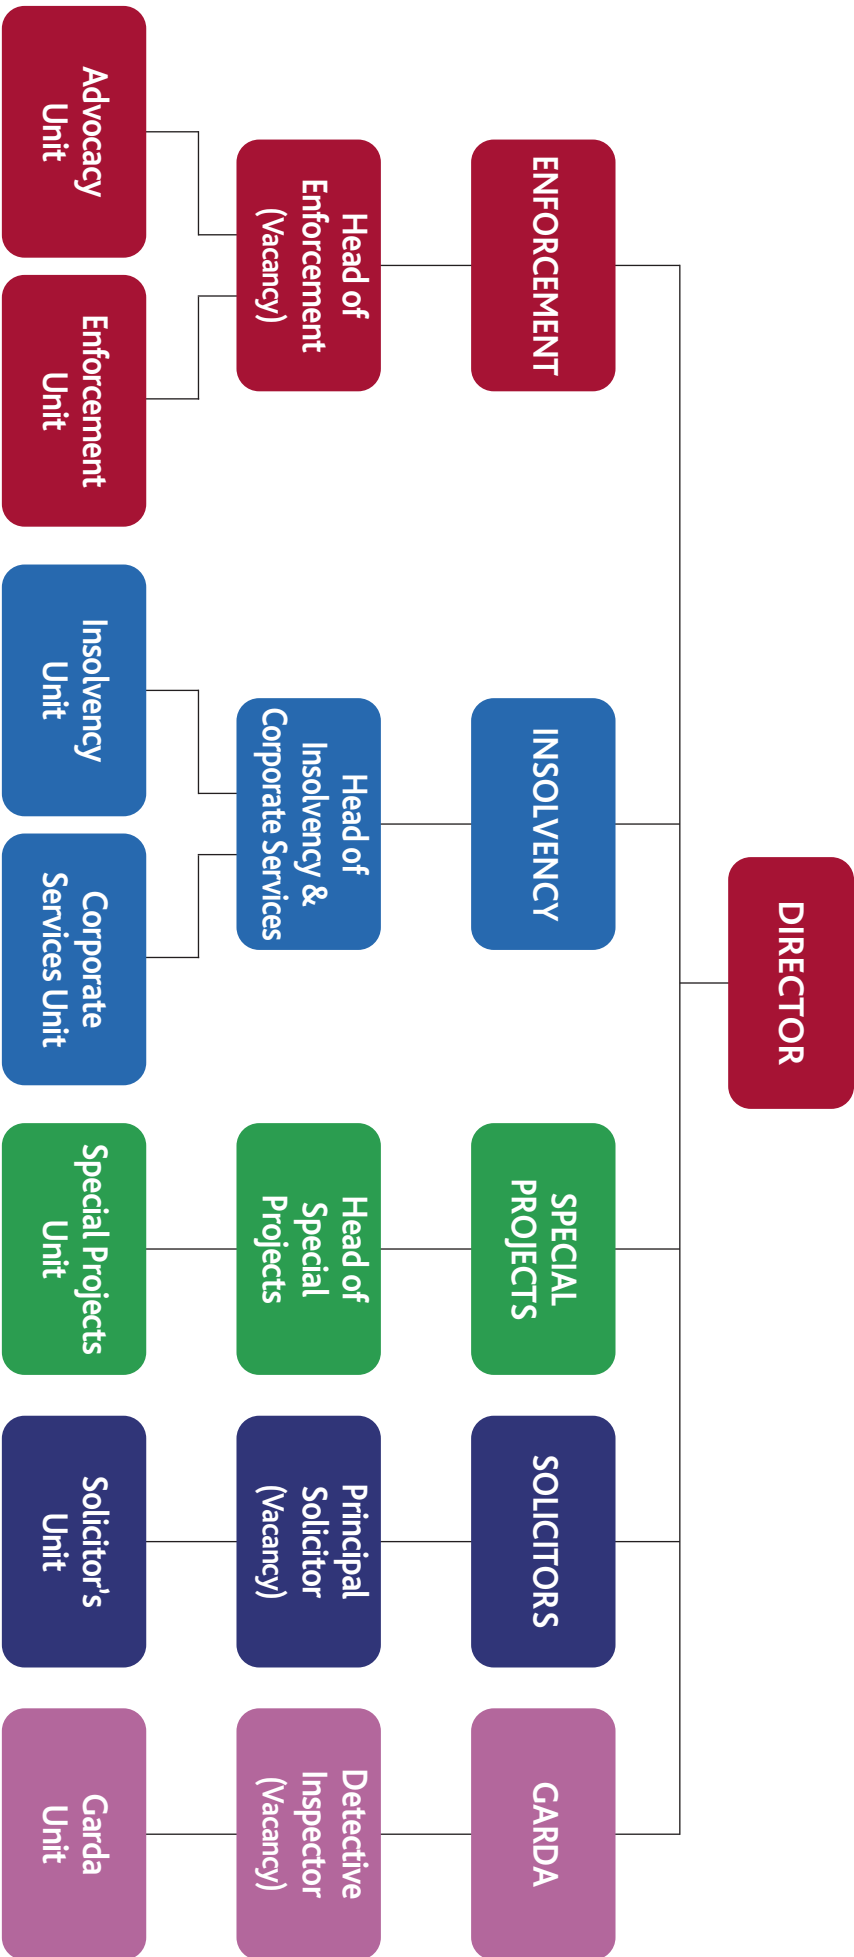 DIRECTOR
ENFORCEMENT
INSOLVENCY
SPECIAL
PROJECTS
SOLICITORS
GARDA
Head of
Enforcement
(Vacancy)
Head of
Insolvency &
Corporate Services
Head of
Special
Projects
Principal
Solicitor
(Vacancy)
Detective
Inspector
(Vacancy)
Advocacy
Unit
Enforcement
Unit
Insolvency
Unit
Corporate
Services Unit
Special Projects
Unit
Solicitor’s
Unit
Garda
Unit